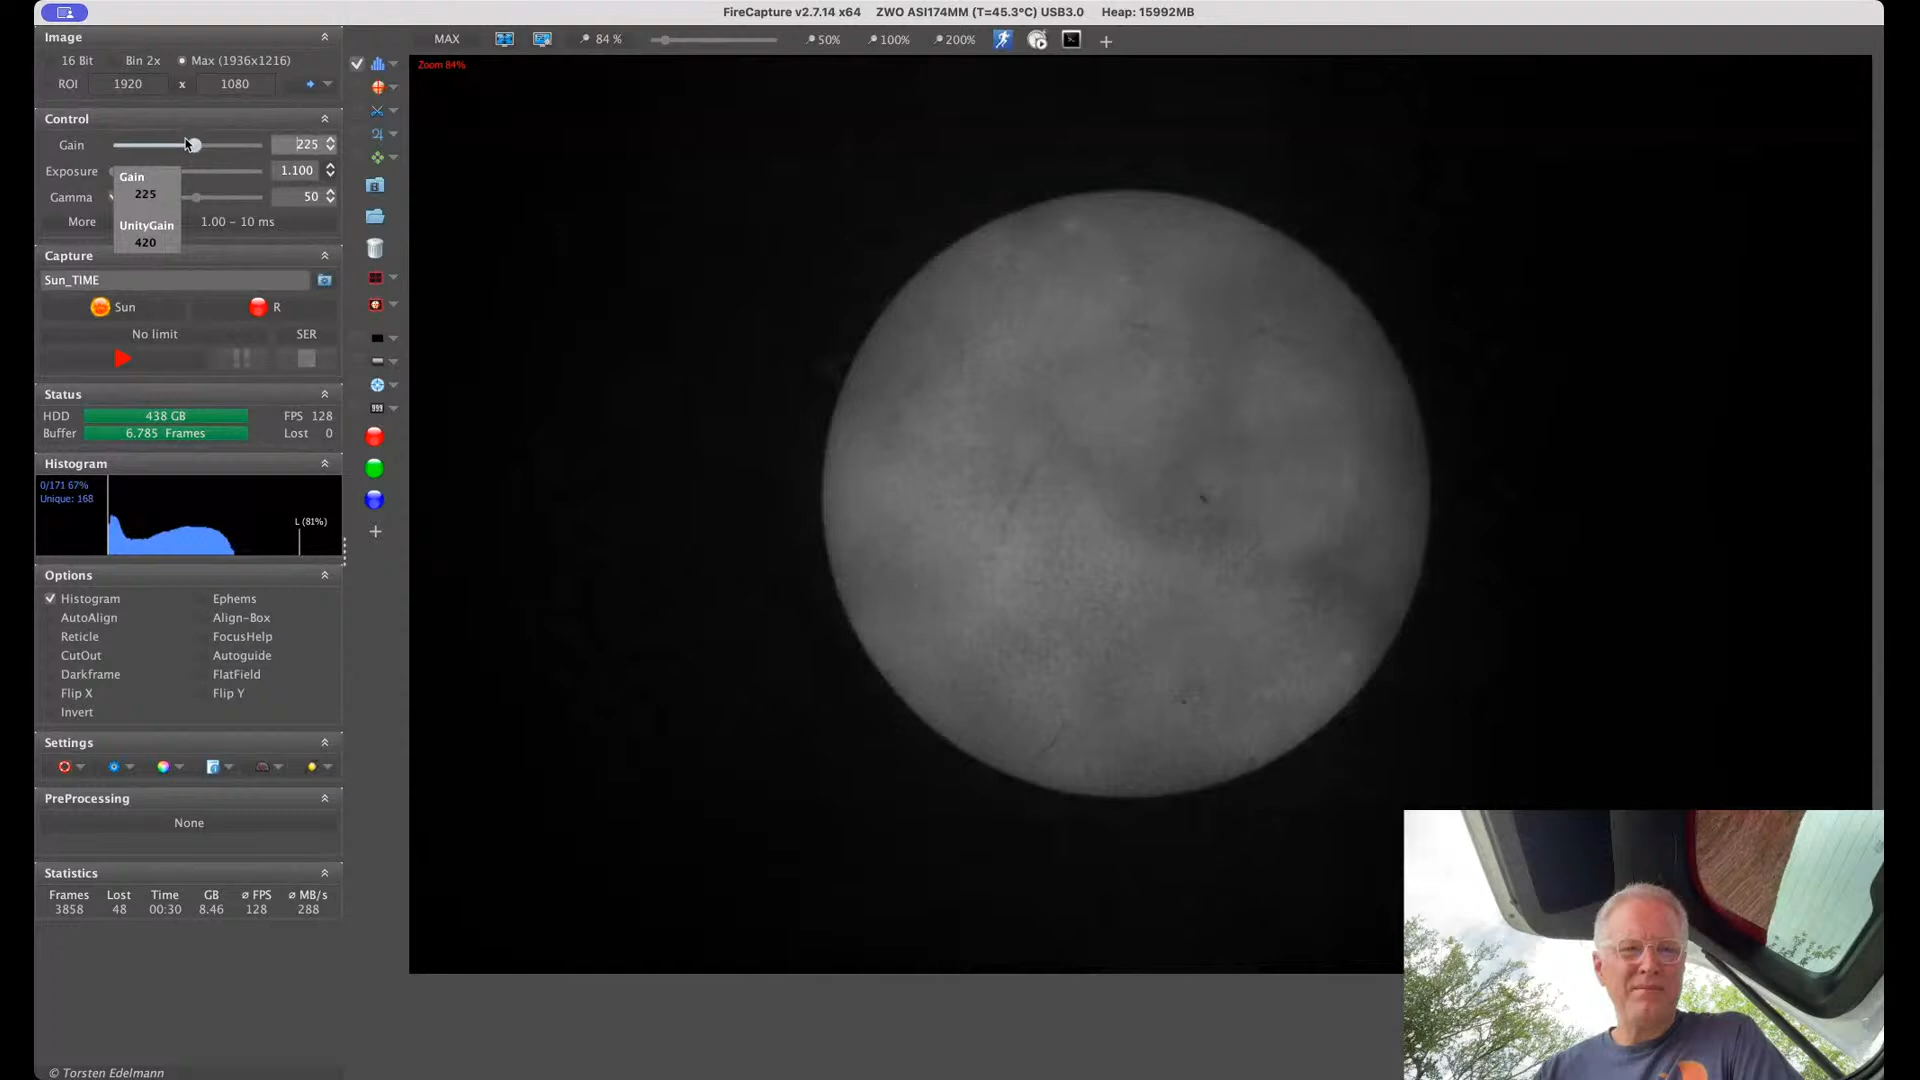 FireCapture v2.7.14 x64 ZWO ASI174MM (T=45.3°C) USB3.0 Heap: 15992MB
Image
MAX 84 % 50% 100% 200%
16 Bit Bin 2x Max (1936x1216)
ROI 1920 x 1080
Zoom 84%
Control
Gain 225
Exposure 1.100
Gain
225
Gamma 50
More 1.00 - 10 ms
UnityGain
420
Capture
Sun_TIME
Sun R
No limit SER
Status
HDD 438 GB FPS 128
Buffer 6.785 Frames Lost 0
999
Histogram
0/171 67%
Unique: 168
L (81%)
Options
Histogram Ephems
AutoAlign Align-Box
Reticle FocusHelp
CutOut Autoguide
Darkframe FlatField
Flip X Flip Y
Invert
Settings
PreProcessing
None
Statistics
Frames Lost Time GB ø FPS ø MB/s
3858 48 00:30 8.46 128 288
© Torsten Edelmann